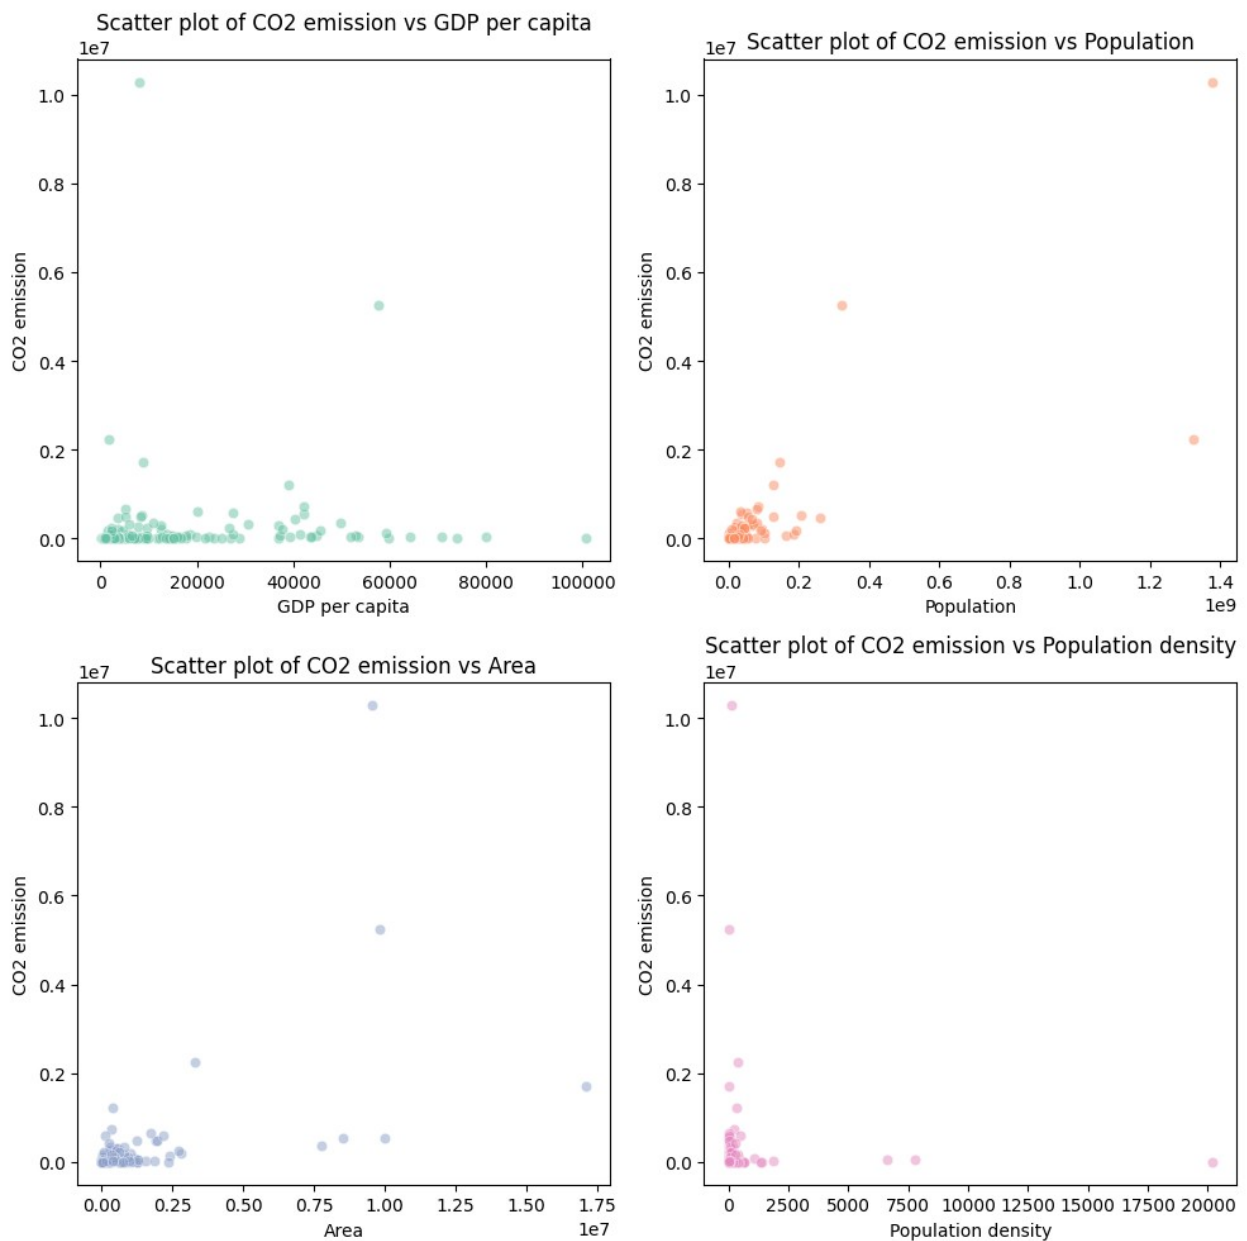 Scatter plot of CO2 emission vs GDP per capita
1e7
1.0
0.8
0.6
0.4
0.2
0.0
CO2 emission
0 20000 40000 60000 80000 100000
GDP per capita
Scatter plot of CO2 emission vs Population
1e7
1.0
0.8
0.6
0.4
0.2
0.0
CO2 emission
0.0 0.2 0.4 0.6 0.8 1.0 1.2 1.4
1e9
Population
Scatter plot of CO2 emission vs Area
1e7
1.0
0.8
0.6
0.4
0.2
0.0
CO2 emission
0.00 0.25 0.50 0.75 1.00 1.25 1.50 1.75
1e7
Area
Scatter plot of CO2 emission vs Population density
1e7
1.0
0.8
0.6
0.4
0.2
0.0
CO2 emission
0 2500 5000 7500 10000 12500 15000 17500 20000
Population density